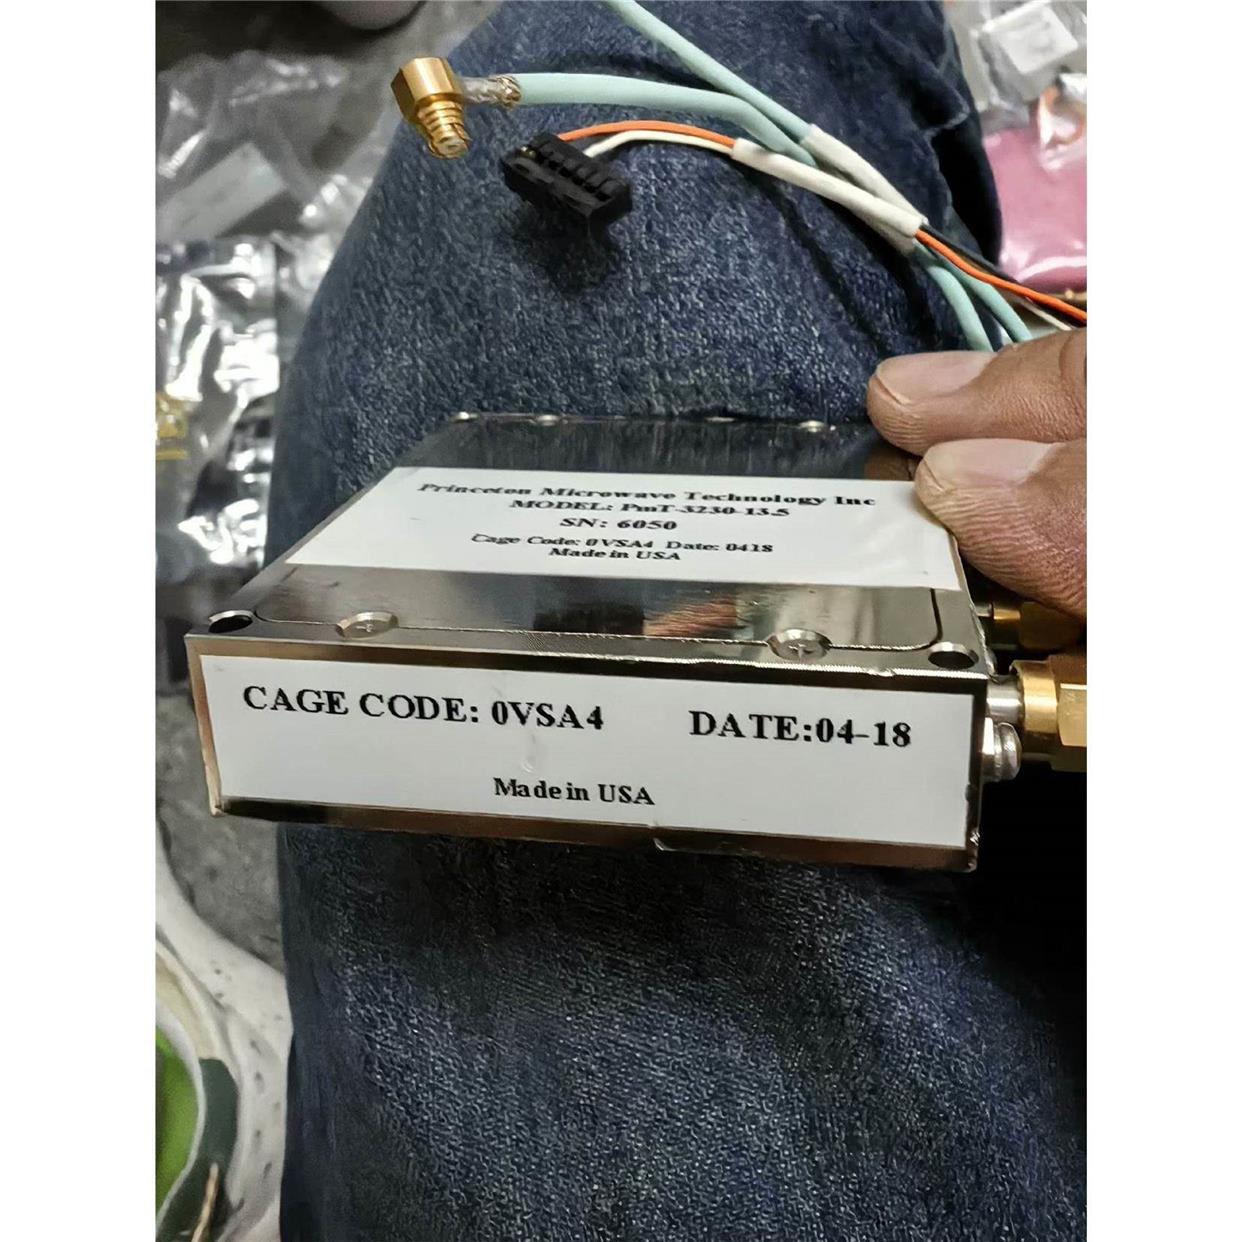 Princeton Microwave Technology Inc
MODEL: PmT-3230-13.5
SN: 6050
Cage Code: 0VSA4 Date: 0418
Made in USA
CAGE CODE: 0VSA4 DATE:04-18
Made in USA